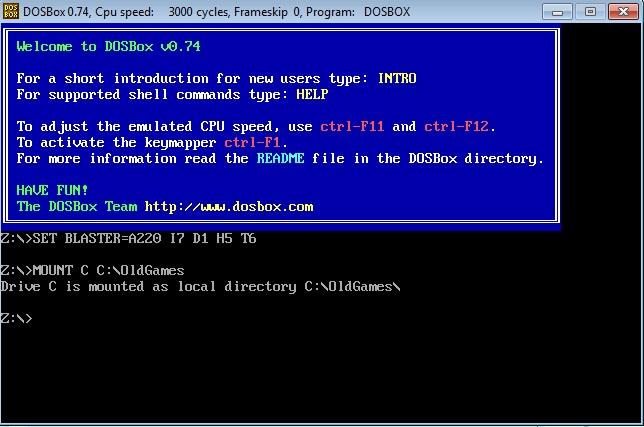 DOSBox 0.74, Cpu speed: 3000 cycles, Frameskip 0, Program: DOSBOX
Welcome to DOSBox v0.74
For a short introduction for new users type: INTRO
For supported shell commands type: HELP
To adjust the emulated CPU speed, use ctrl-F11 and ctrl-F12.
To activate the keymapper ctrl-F1.
For more information read the README file in the DOSBox directory.
HAVE FUN!
The DOSBox Team http://www.dosbox.com
Z:\>SET BLASTER=A220 I7 D1 H5 T6
Z:\>MOUNT C C:\OldGames
Drive C is mounted as local directory C:\OldGames\
Z:\>